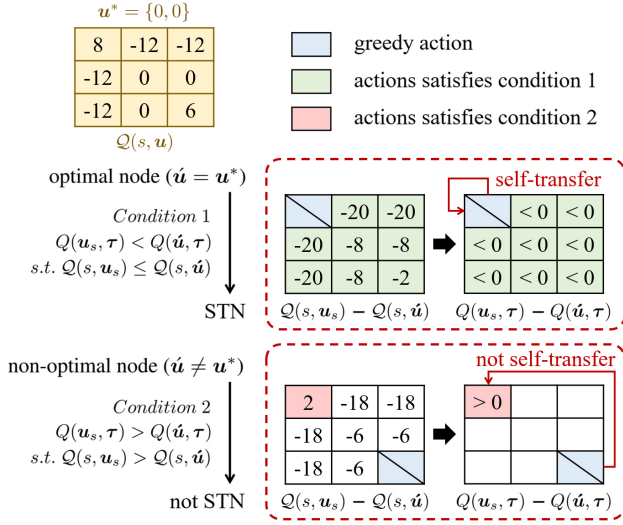 𝒖* = {0, 0}
8 -12 -12
-12 0 0
-12 0 6
𝒬(s, 𝒖)
greedy action
actions satisfies condition 1
actions satisfies condition 2
optimal node (𝒖́ = 𝒖*)
Condition 1
Q(𝒖ₛ, 𝝉) < Q(𝒖́, 𝝉)
s.t. 𝒬(s, 𝒖ₛ) ≤ 𝒬(s, 𝒖́)
STN
self-transfer
-20 -20
-20 -8 -8
-20 -8 -2
𝒬(s, 𝒖ₛ) − 𝒬(s, 𝒖́)
< 0 < 0
< 0 < 0 < 0
< 0 < 0 < 0
Q(𝒖ₛ, 𝝉) − Q(𝒖́, 𝝉)
non-optimal node (𝒖́ ≠ 𝒖*)
Condition 2
Q(𝒖ₛ, 𝝉) > Q(𝒖́, 𝝉)
s.t. 𝒬(s, 𝒖ₛ) > 𝒬(s, 𝒖́)
not STN
not self-transfer
2 -18 -18
-18 -6 -6
-18 -6
𝒬(s, 𝒖ₛ) − 𝒬(s, 𝒖́)
> 0
Q(𝒖ₛ, 𝝉) − Q(𝒖́, 𝝉)